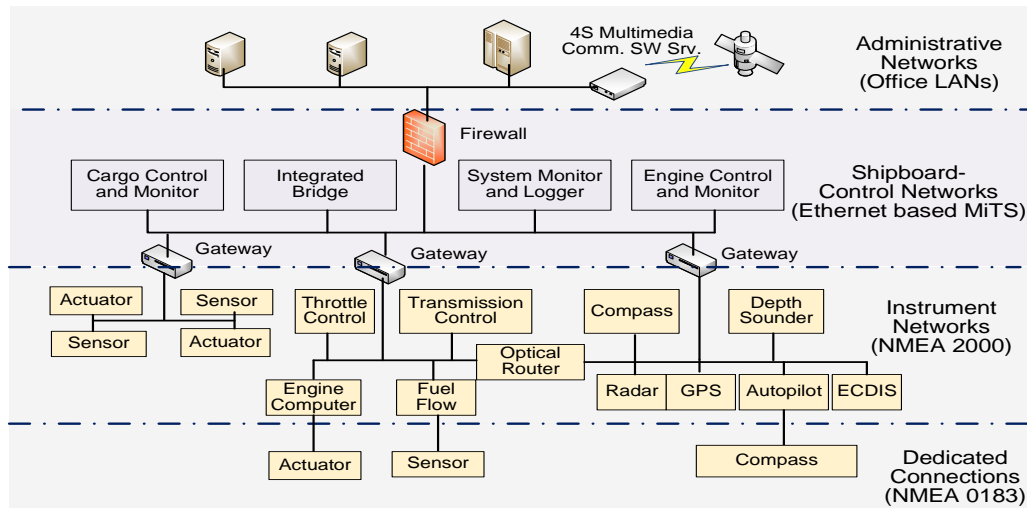 4S Multimedia
Comm. SW Srv.
Administrative
Networks
(Office LANs)
Firewall
Cargo Control
and Monitor
Integrated
Bridge
System Monitor
and Logger
Engine Control
and Monitor
Shipboard-
Control Networks
(Ethernet based MiTS)
Gateway
Gateway
Gateway
Actuator
Sensor
Sensor
Actuator
Throttle
Control
Transmission
Control
Compass
Depth
Sounder
Instrument
Networks
(NMEA 2000)
Optical
Router
Engine
Computer
Fuel
Flow
Radar
GPS
Autopilot
ECDIS
Actuator
Sensor
Compass
Dedicated
Connections
(NMEA 0183)